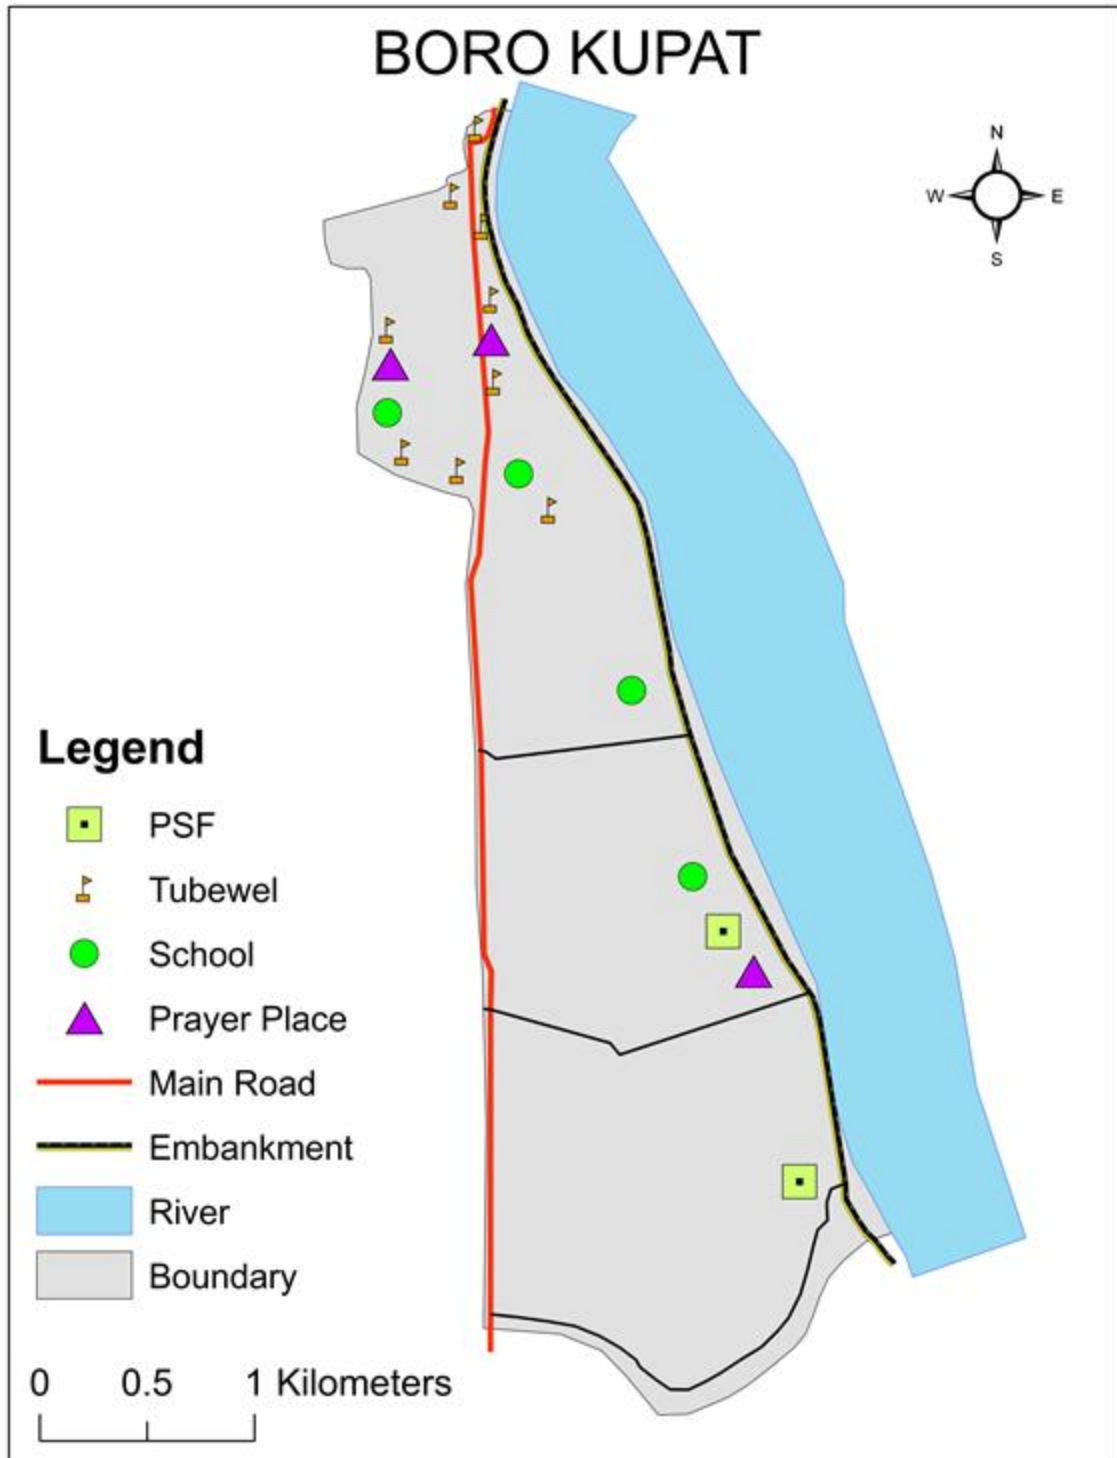 BORO KUPAT
N
W E
S
Legend
PSF
Tubewel
School
Prayer Place
Main Road
Embankment
River
Boundary
0 0.5 1 Kilometers